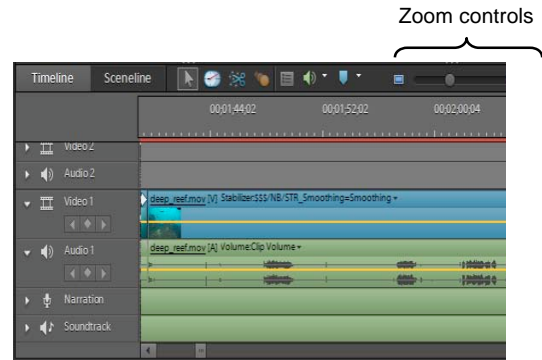 Zoom controls
Timeline Sceneline
00;01;44;02 00;01;52;02 00;02;00;04
Video 2
Audio 2
Video 1 deep_reef.mov [V] Stabilizer:$$$/NB/STR_Smoothing=Smoothing
Audio 1 deep_reef.mov [A] Volume:Clip Volume
Narration
Soundtrack